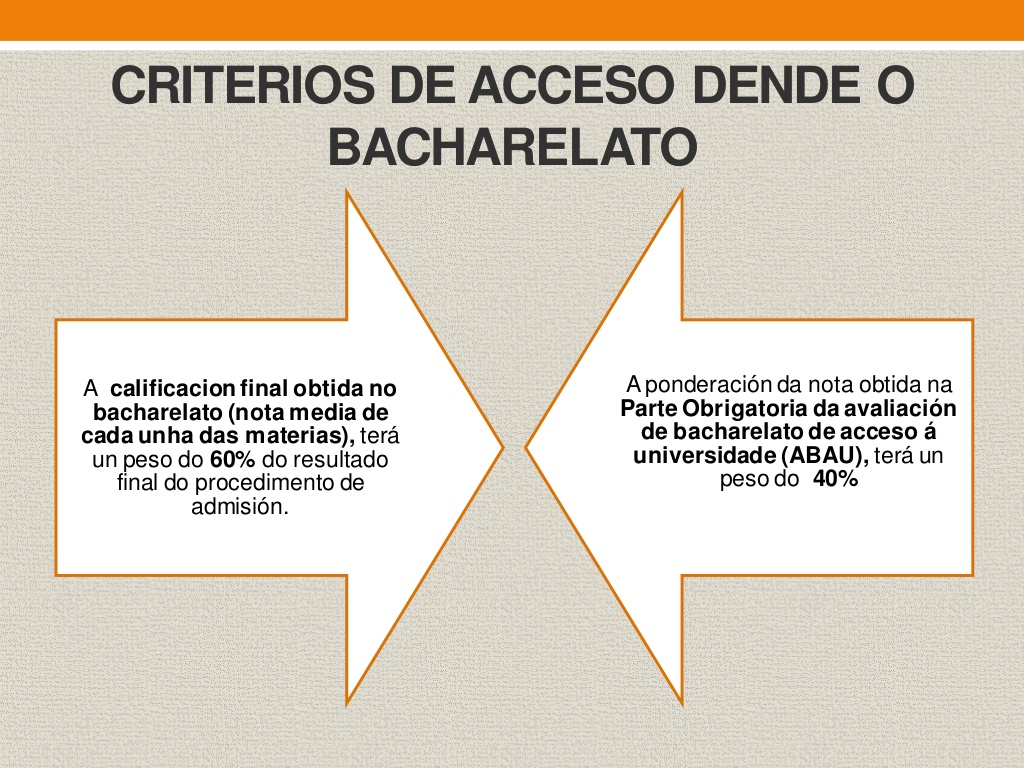 CRITERIOS DE ACCESO DENDE O
BACHARELATO
A calificacion final obtida no
bacharelato (nota media de
cada unha das materias), terá
un peso do 60% do resultado
final do procedimento de
admisión.
A ponderación da nota obtida na
Parte Obrigatoria da avaliación
de bacharelato de acceso á
universidade (ABAU), terá un
peso do 40%